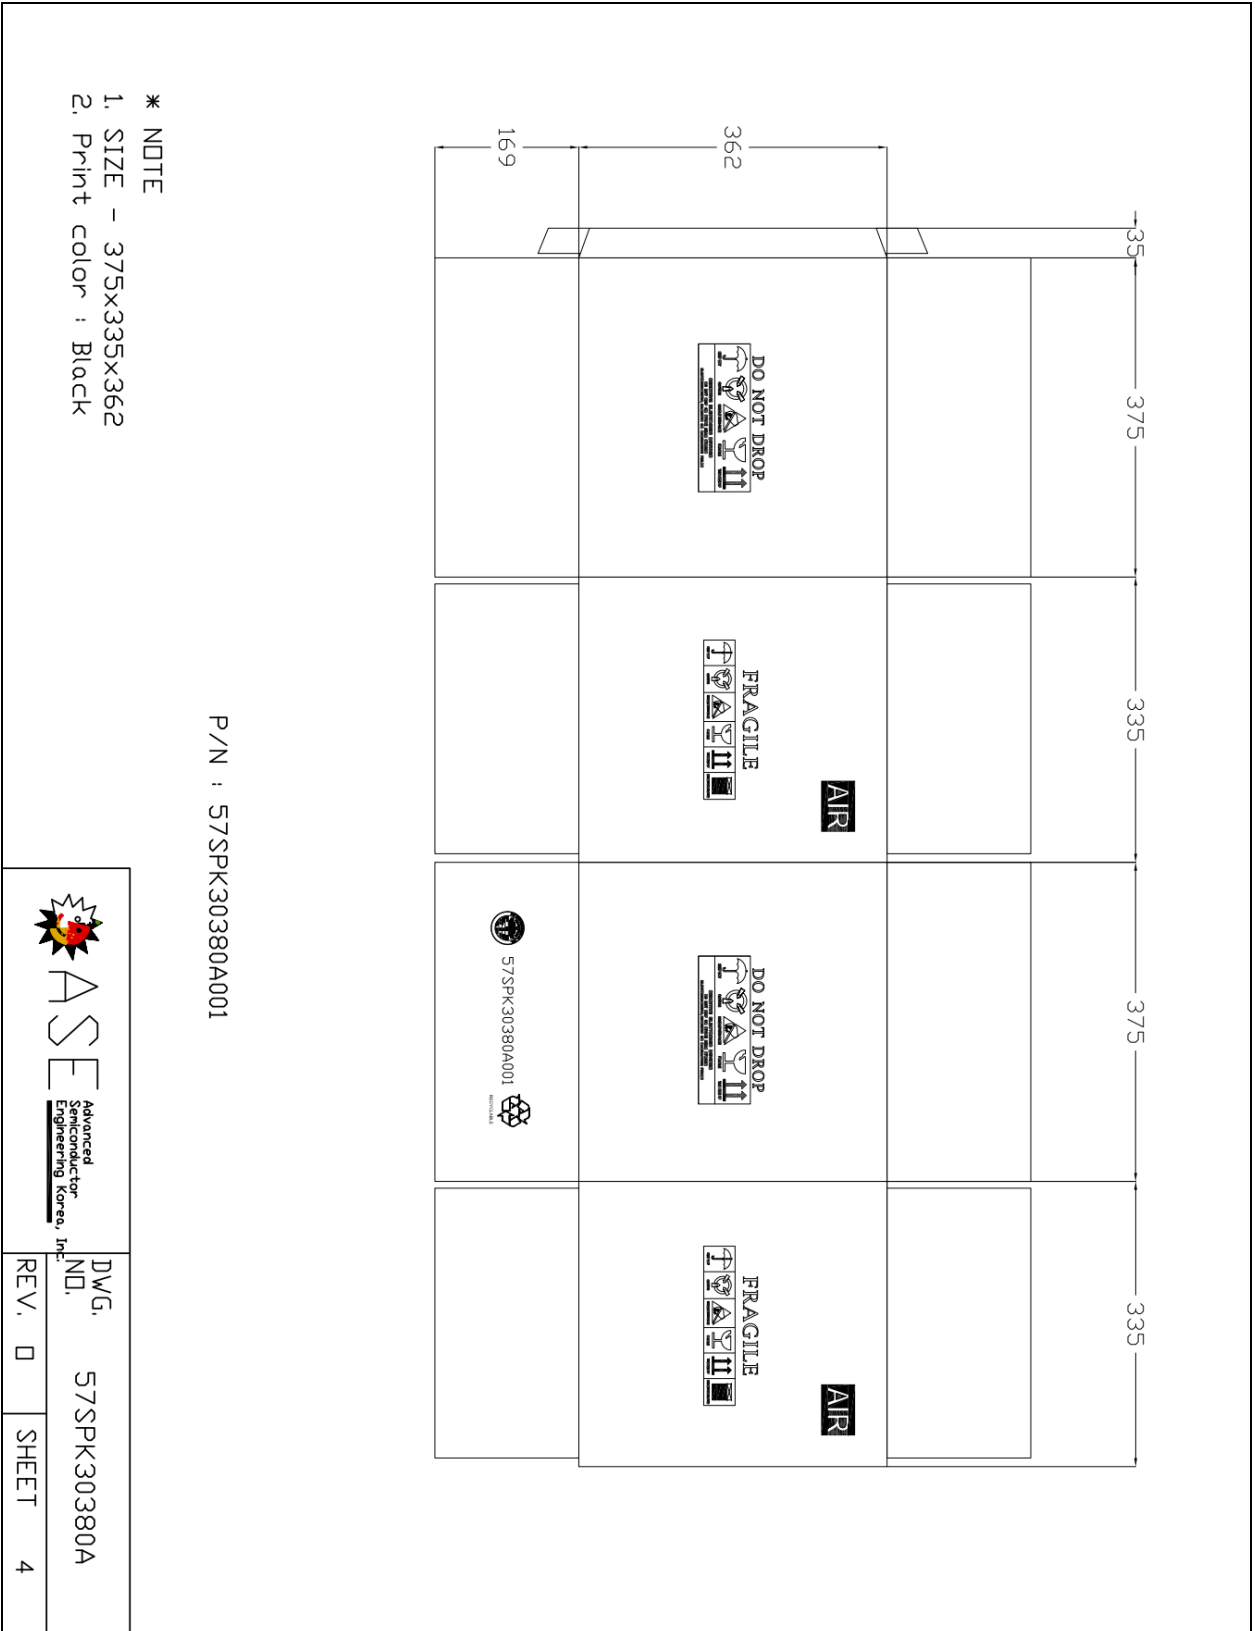 35
375
335
375
335
362
169
DO NOT DROP
FRAGILE
AIR
DO NOT DROP
FRAGILE
AIR
57SPK30380A001
RECYCLABLE
P/N : 57SPK30380A001
* NOTE
1. SIZE - 375x335x362
2. Print color : Black
ASE
Advanced
Semiconductor
Engineering Korea, Inc.
DWG.
NO.
57SPK30380A
REV. O
SHEET 4